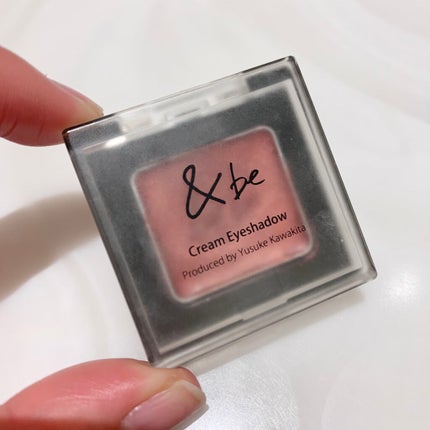 &be
Cream Eyeshadow
Produced by Yusuke Kawakita